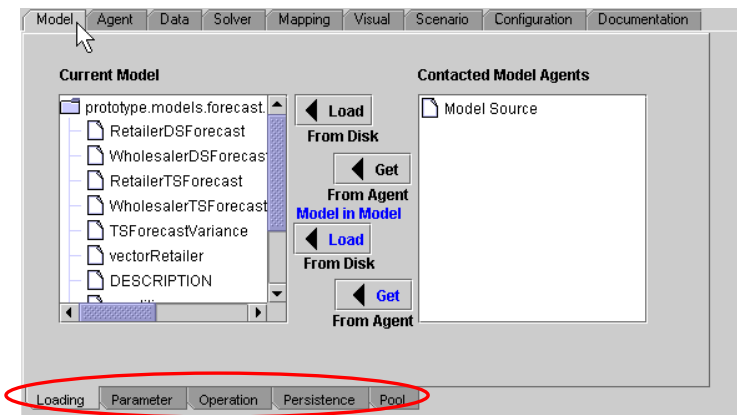 Model Agent Data Solver Mapping Visual Scenario Configuration Documentation
Current Model
prototype.models.forecast.
RetailerDSForecast
WholesalerDSForecas
RetailerTSForecast
WholesalerTSForecast
TSForecastVariance
vectorRetailer
DESCRIPTION
Load
From Disk
Get
From Agent
Model in Model
Load
From Disk
Get
From Agent
Contacted Model Agents
Model Source
Loading Parameter Operation Persistence Pool